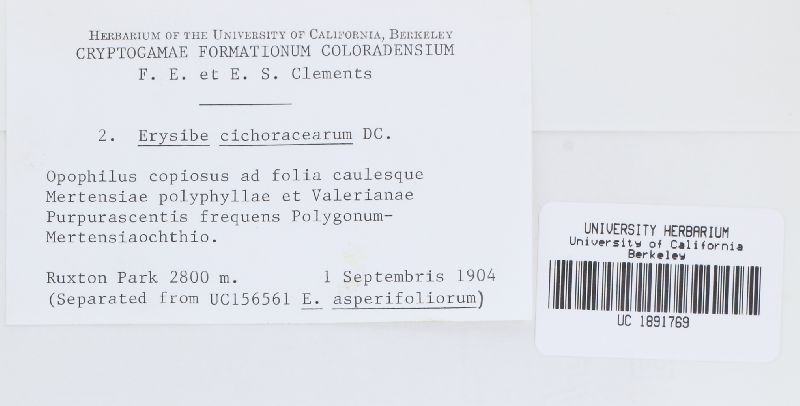 HERBARIUM OF THE UNIVERSITY OF CALIFORNIA, BERKELEY
CRYPTOGAMAE FORMATIONUM COLORADENSIUM
F. E. et E. S. Clements
2. Erysibe cichoracearum DC.
Opophilus copiosus ad folia caulesque
Mertensiae polyphyllae et Valerianae
Purpurascentis frequens Polygonum-
Mertensiaochthio.
Ruxton Park 2800 m. 1 Septembris 1904
(Separated from UC156561 E. asperifoliorum)
UNIVERSITY HERBARIUM
University of California
Berkeley
UC 1891769